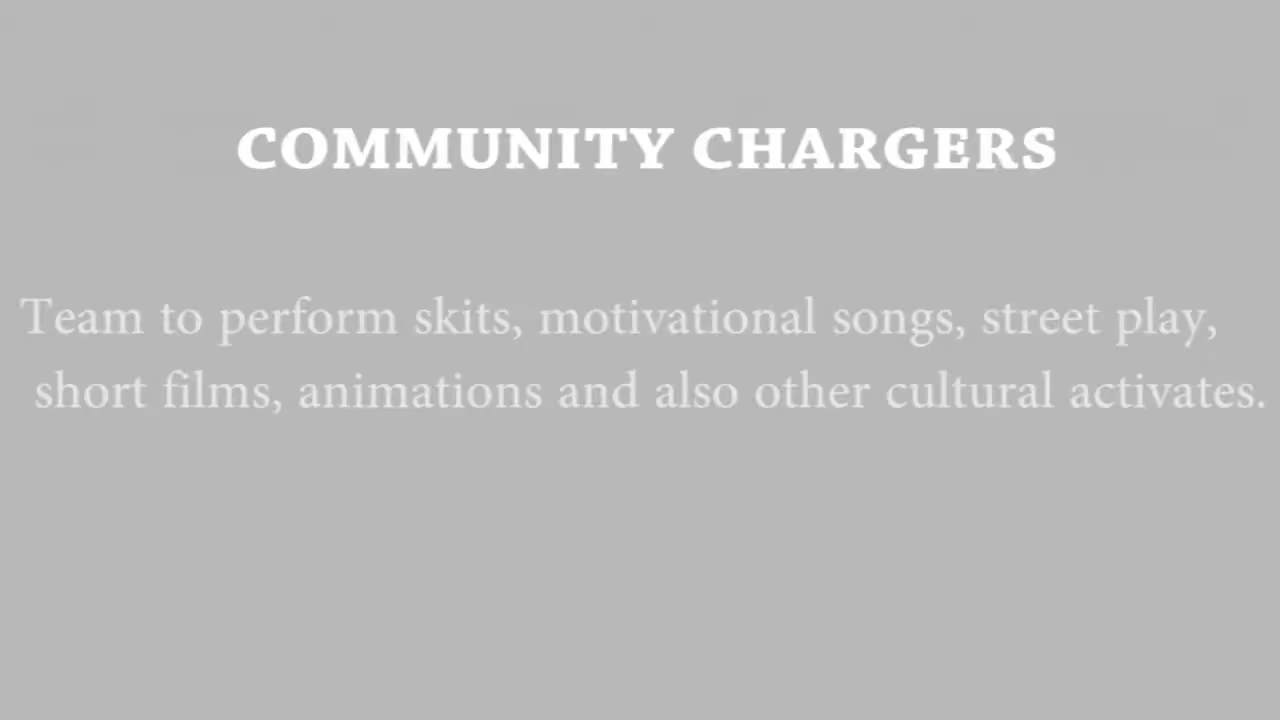 COMMUNITY CHARGERS
Team to perform skits, motivational songs, street play,
short films, animations and also other cultural activates.